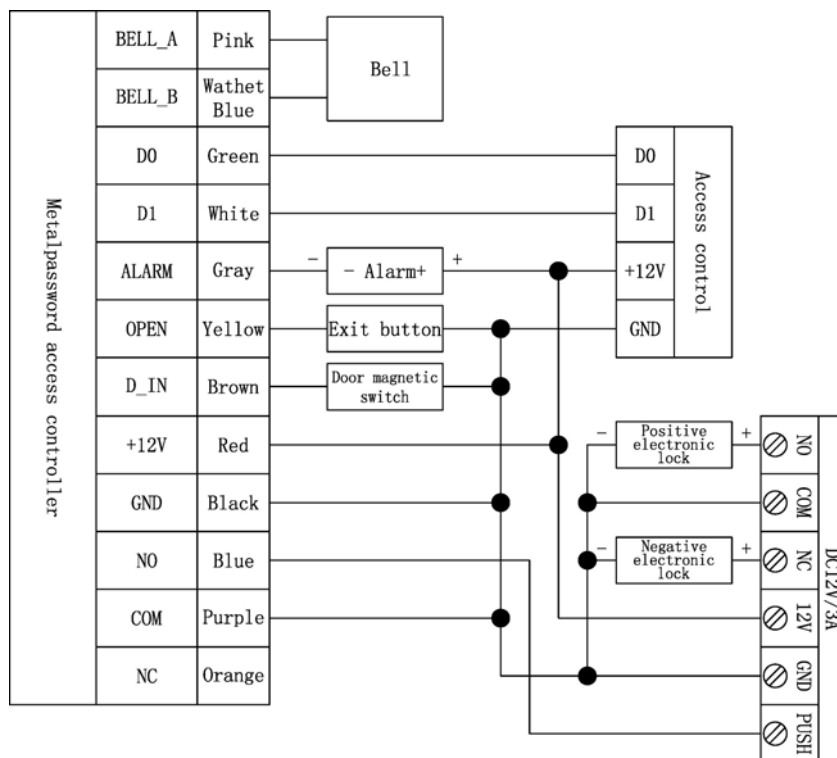 Metalpassword access controller
BELL_A Pink
BELL_B Wathet
Blue
Bell
D0 Green
D1 White
ALARM Gray
- - Alarm+ +
OPEN Yellow
Exit button
D_IN Brown
Door magnetic
switch
+12V Red
GND Black
NO Blue
COM Purple
NC Orange
D0
D1
+12V
GND
Access control
- Positive +
electronic
lock
- Negative +
electronic
lock
NO
COM
NC
12V
GND
PUSH
DC12V/3A